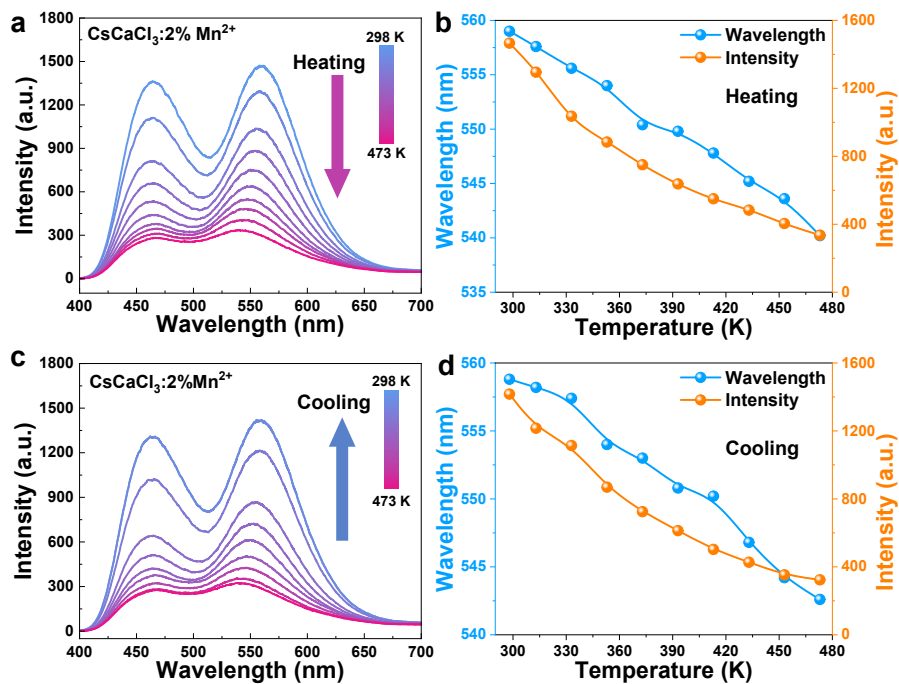 a
1800
1500
1200
900
600
300
0
400 450 500 550 600 650 700
Intensity (a.u.)
Wavelength (nm)
CsCaCl₃:2% Mn²⁺
298 K
Heating
473 K
b
560
555
550
545
540
535
300 330 360 390 420 450 480
1600
1200
800
400
0
Wavelength (nm)
Temperature (K)
Intensity (a.u.)
Wavelength
Intensity
Heating
c
1800
1500
1200
900
600
300
0
400 450 500 550 600 650 700
Intensity (a.u.)
Wavelength (nm)
CsCaCl₃:2%Mn²⁺
298 K
Cooling
473 K
d
560
555
550
545
540
300 330 360 390 420 450 480
1600
1200
800
400
0
Wavelength (nm)
Temperature (K)
Intensity (a.u.)
Wavelength
Intensity
Cooling